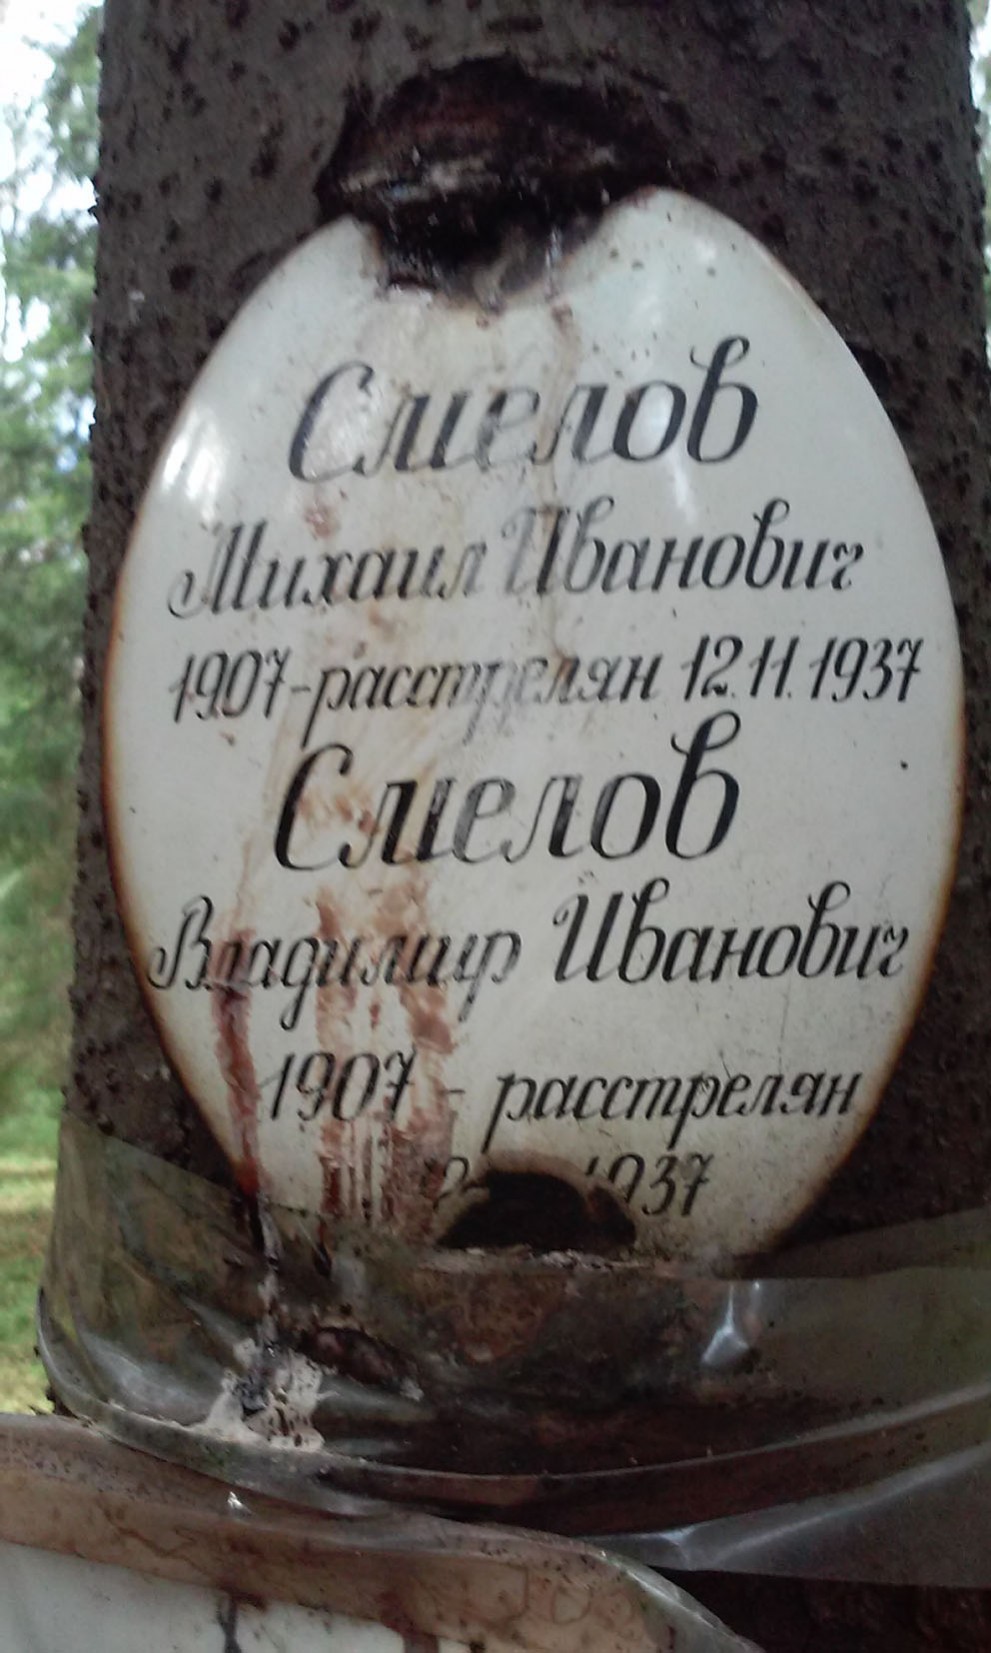 Смелов
Михаил Иванович
1907-расстрелян 12.11.1937
Смелов
Владимир Иванович
1907 - расстрелян
1937